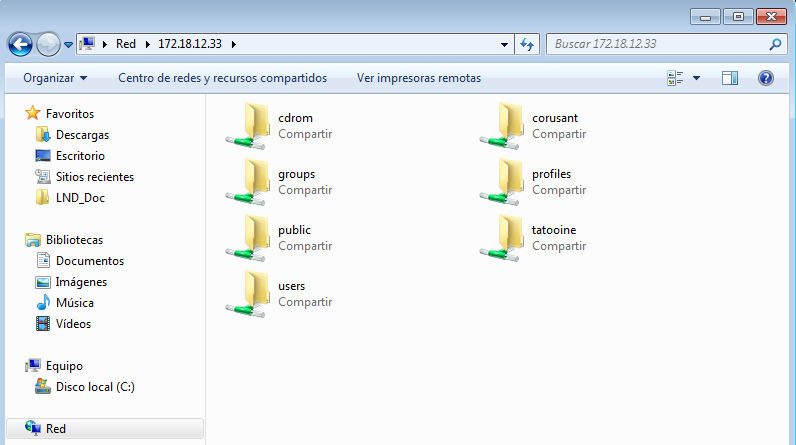 Red 172.18.12.33
Buscar 172.18.12.33
Organizar Centro de redes y recursos compartidos Ver impresoras remotas
Favoritos
Descargas
Escritorio
Sitios recientes
LND_Doc
Bibliotecas
Documentos
Imágenes
Música
Vídeos
Equipo
Disco local (C:)
Red
cdrom
Compartir
corusant
Compartir
groups
Compartir
profiles
Compartir
public
Compartir
tatooine
Compartir
users
Compartir